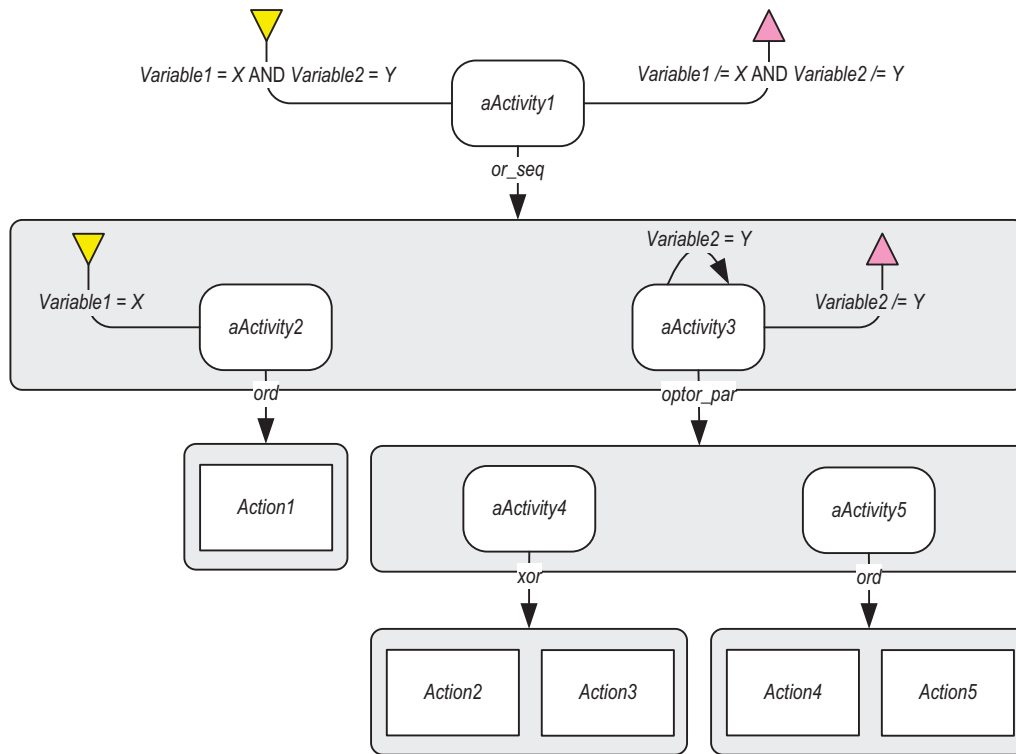 Variable1 = X AND Variable2 = Y
Variable1 /= X AND Variable2 /= Y
aActivity1
or_seq
Variable2 = Y
Variable1 = X
Variable2 /= Y
aActivity2
aActivity3
ord
optor_par
Action1
aActivity4
aActivity5
xor
ord
Action2
Action3
Action4
Action5